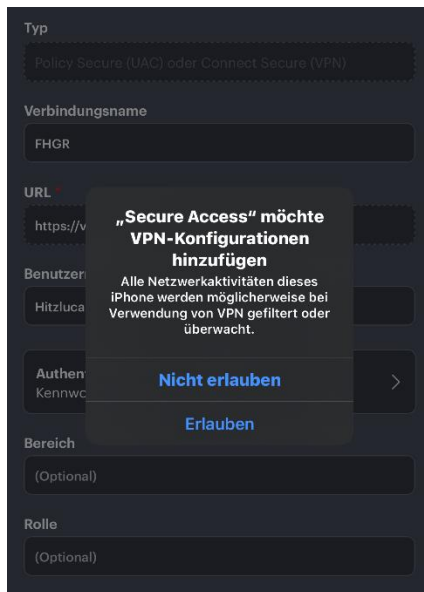 Typ
Policy Secure (UAC) oder Connect Secure (VPN)
Verbindungsname
FHGR
URL *
https://v
„Secure Access“ möchte
VPN-Konfigurationen
hinzufügen
Alle Netzwerkaktivitäten dieses
iPhone werden möglicherweise bei
Verwendung von VPN gefiltert oder
überwacht.
Nicht erlauben
Erlauben
Benutzer
Hitzluca
Authen
Kennwo
Bereich
(Optional)
Rolle
(Optional)